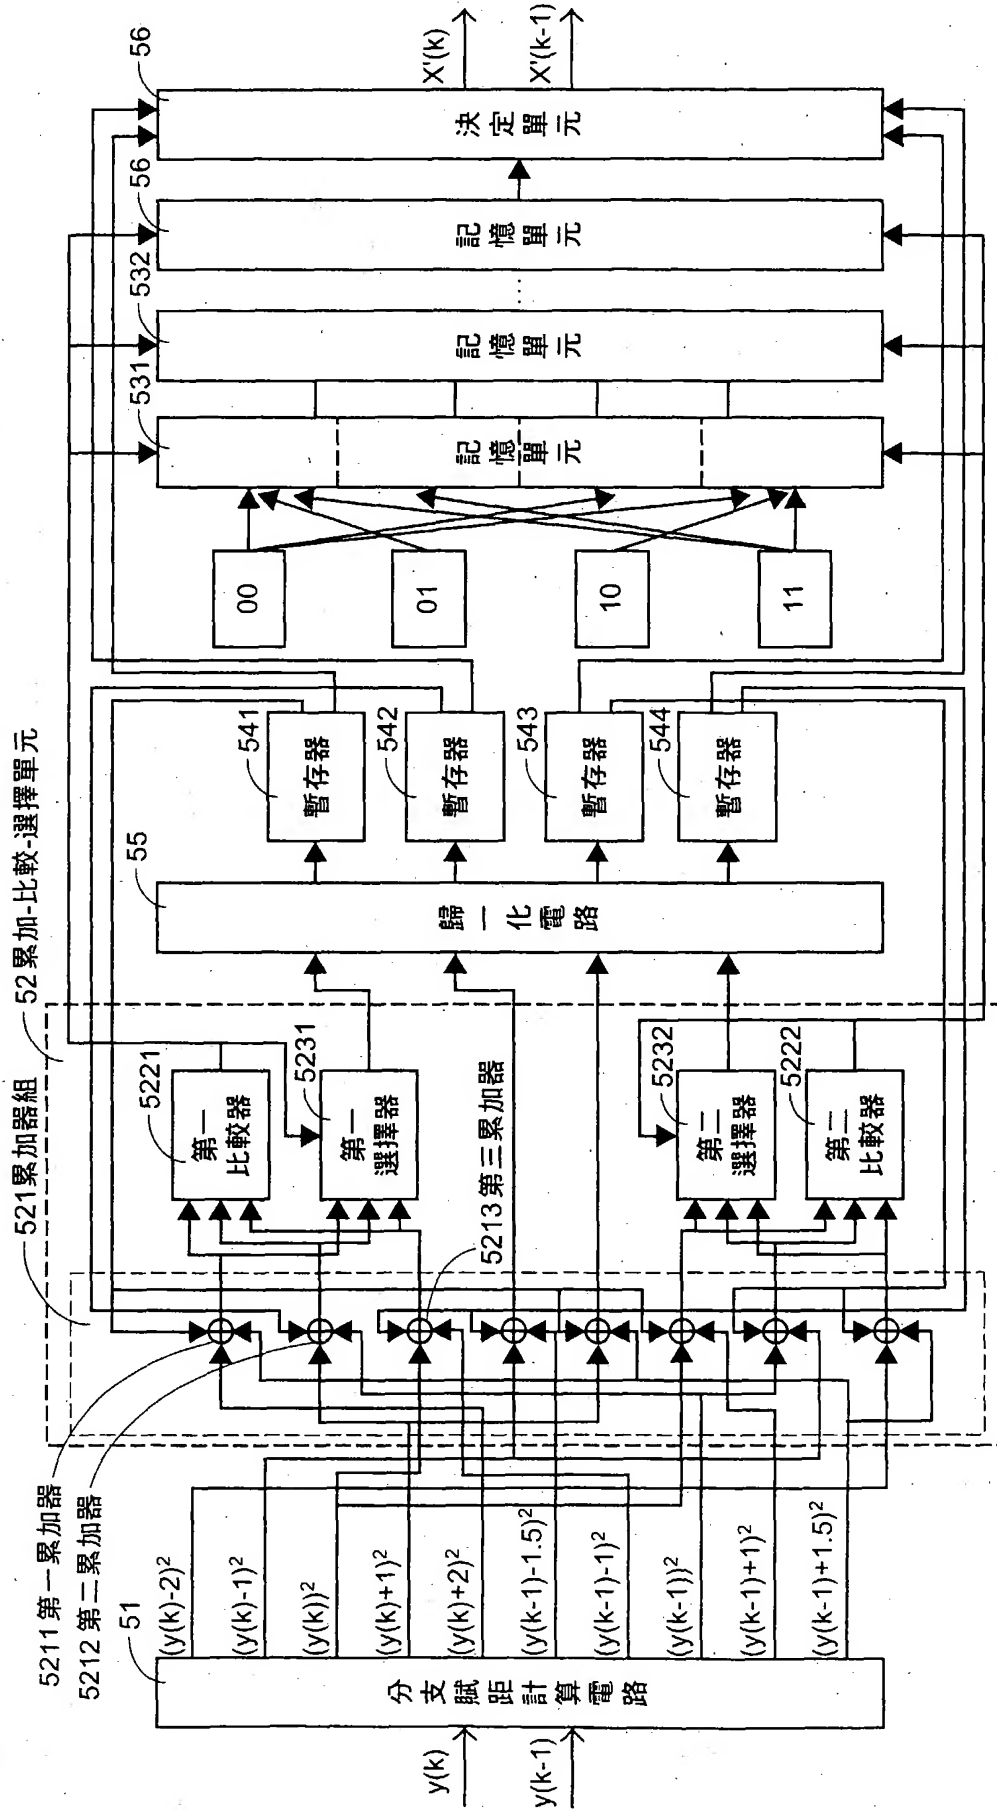 5211 第一累加器
5212 第二累加器
521 累加器組
52 累加-比較-選擇單元
51
y(k)
y(k-1)
分支賦距計算電路
(y(k)-2)²
(y(k)-1)²
(y(k))²
(y(k)+1)²
(y(k)+2)²
(y(k-1)-1.5)²
(y(k-1)-1)²
(y(k-1))²
(y(k-1)+1)²
(y(k-1)+1.5)²
5213 第三累加器
5221
第一
比較器
5231
第一
選擇器
5232
第二
選擇器
5222
第二
比較器
55
歸一化電路
541
暫存器
542
暫存器
543
暫存器
544
暫存器
00
01
10
11
531
記憶單元
532
記憶單元
....
56
記憶單元
56
決定單元
X'(k)
X'(k-1)